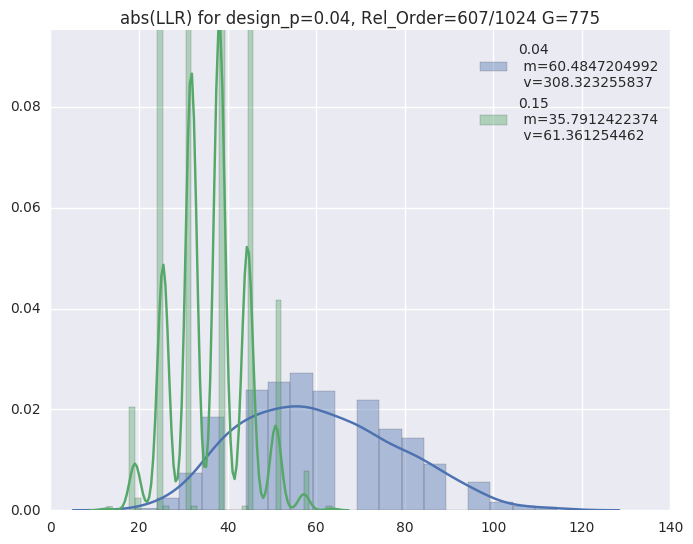 abs(LLR) for design_p=0.04, Rel_Order=607/1024 G=775
0.04
m=60.4847204992
v=308.323255837
0.15
m=35.7912422374
v=61.361254462
0.08
0.06
0.04
0.02
0.00
0 20 40 60 80 100 120 140